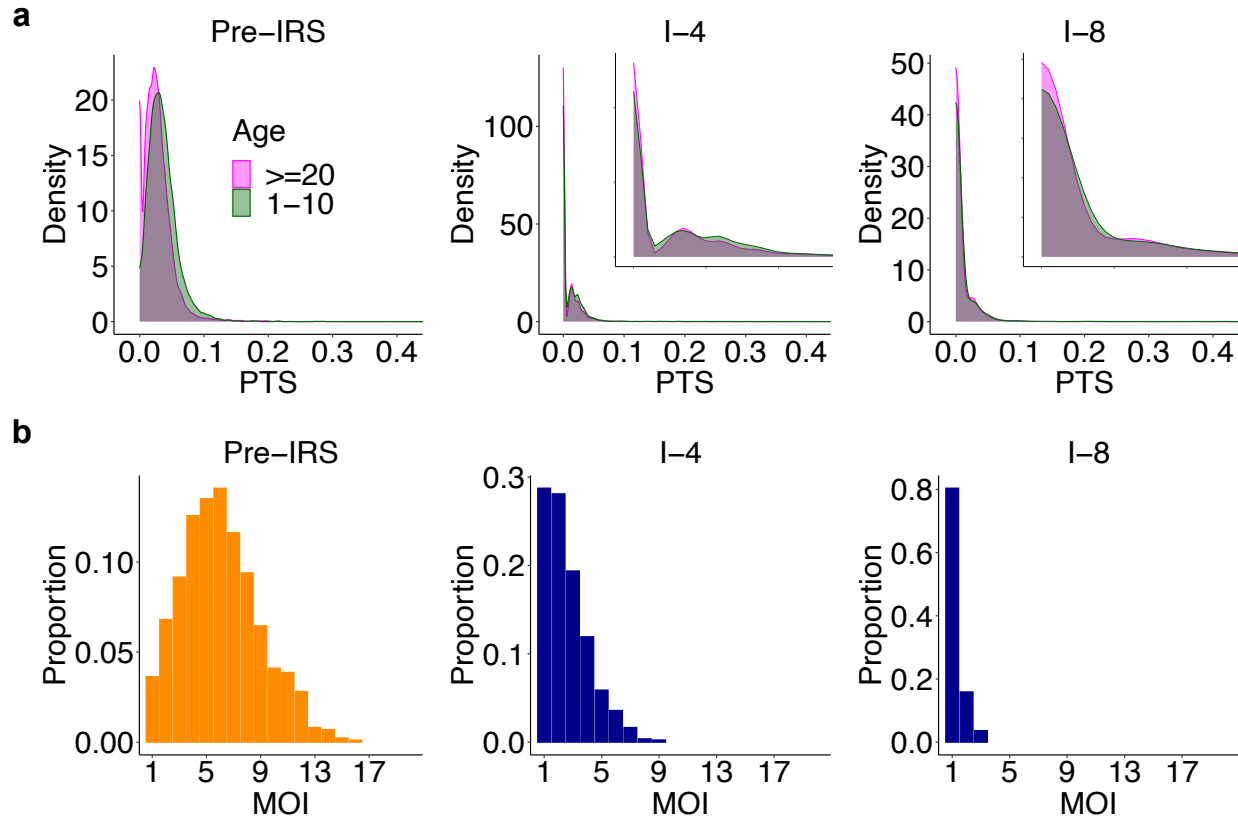 a
Pre-IRS
I-4
I-8
Density
20
15
10
5
0
Age
>=20
1-10
0.0 0.1 0.2 0.3 0.4
PTS
Density
100
50
0
0.0 0.1 0.2 0.3 0.4
PTS
Density
50
40
30
20
10
0
0.0 0.1 0.2 0.3 0.4
PTS
b
Pre-IRS
I-4
I-8
Proportion
0.10
0.05
0.00
1 5 9 13 17
MOI
Proportion
0.3
0.2
0.1
0.0
1 5 9 13 17
MOI
Proportion
0.8
0.6
0.4
0.2
0.0
1 5 9 13 17
MOI